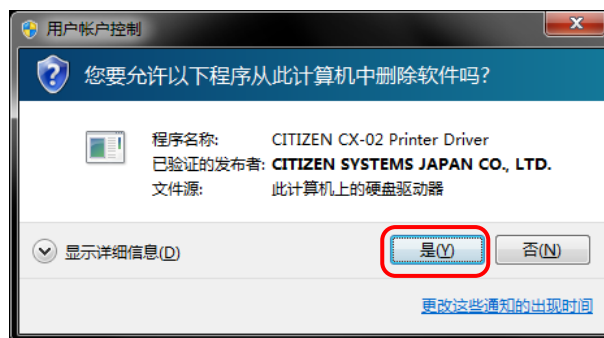 用户帐户控制
您要允许以下程序从此计算机中删除软件吗?
程序名称: CITIZEN CX-02 Printer Driver
已验证的发布者: CITIZEN SYSTEMS JAPAN CO., LTD.
文件源: 此计算机上的硬盘驱动器
显示详细信息(D) 是(Y) 否(N)
更改这些通知的出现时间